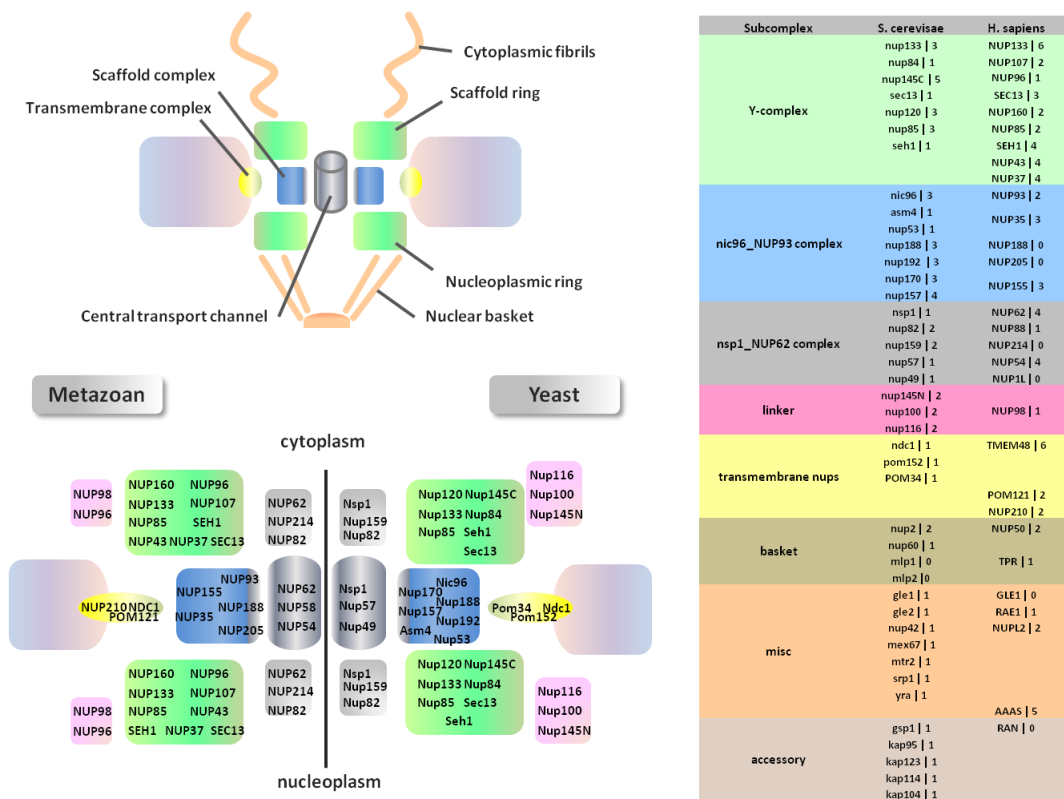 Cytoplasmic fibrils
Scaffold complex
Scaffold ring
Transmembrane complex
Nucleoplasmic ring
Central transport channel
Nuclear basket
Metazoan
Yeast
cytoplasm
NUP98
NUP96
NUP160 NUP96
NUP133 NUP107
NUP85 SEH1
NUP43 NUP37 SEC13
NUP62
NUP214
NUP82
Nsp1
Nup159
Nup82
Nup120 Nup145C
Nup133 Nup84
Nup85 Seh1
Sec13
Nup116
Nup100
Nup145N
NUP210 NDC1
POM121
NUP93
NUP155
NUP188
NUP35
NUP205
NUP62
NUP58
NUP54
Nsp1
Nup57
Nup49
Nic96
Nup170
Nup188
Nup157
Nup192
Asm4
Nup53
Pom34 Ndc1
Pom152
NUP98
NUP96
NUP160 NUP96
NUP133 NUP107
NUP85 NUP43
SEH1 NUP37 SEC13
NUP62
NUP214
NUP82
Nsp1
Nup159
Nup82
Nup120 Nup145C
Nup133 Nup84
Nup85 Sec13
Seh1
Nup116
Nup100
Nup145N
nucleoplasm
Subcomplex S. cerevisae H. sapiens
nup133 | 3 NUP133 | 6
nup84 | 1 NUP107 | 2
nup145C | 5 NUP96 | 1
sec13 | 1 SEC13 | 3
Y-complex nup120 | 3 NUP160 | 2
nup85 | 3 NUP85 | 2
seh1 | 1 SEH1 | 4
NUP43 | 4
NUP37 | 4
nic96 | 3 NUP93 | 2
asm4 | 1
NUP35 | 3
nup53 | 1
nic96_NUP93 complex nup188 | 3 NUP188 | 0
nup192 | 3 NUP205 | 0
nup170 | 3
NUP155 | 3
nup157 | 4
nsp1 | 1 NUP62 | 4
nup82 | 2 NUP88 | 1
nsp1_NUP62 complex nup159 | 2 NUP214 | 0
nup57 | 1 NUP54 | 4
nup49 | 1 NUP1L | 0
nup145N | 2
linker nup100 | 2 NUP98 | 1
nup116 | 2
ndc1 | 1 TMEM48 | 6
pom152 | 1
transmembrane nups POM34 | 1
POM121 | 2
NUP210 | 2
nup2 | 2 NUP50 | 2
nup60 | 1
basket mlp1 | 0 TPR | 1
mlp2 |0
gle1 | 1 GLE1 | 0
gle2 | 1 RAE1 | 1
nup42 | 1 NUPL2 | 2
misc mex67 | 1
mtr2 | 1
srp1 | 1
yra | 1
AAAS | 5
gsp1 | 1 RAN | 0
kap95 | 1
accessory kap123 | 1
kap114 | 1
kap104 | 1